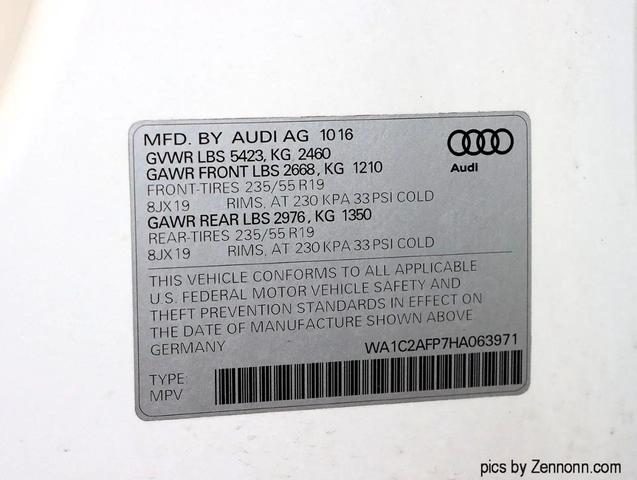 MFD. BY AUDI AG 10 16
GVWR LBS 5423, KG 2460
GAWR FRONT LBS 2668, KG 1210
FRONT-TIRES 235/55 R19
8JX19 RIMS, AT 230 KPA 33 PSI COLD
GAWR REAR LBS 2976, KG 1350
REAR-TIRES 235/55 R19
8JX19 RIMS, AT 230 KPA 33 PSI COLD
Audi
THIS VEHICLE CONFORMS TO ALL APPLICABLE
U.S. FEDERAL MOTOR VEHICLE SAFETY AND
THEFT PREVENTION STANDARDS IN EFFECT ON
THE DATE OF MANUFACTURE SHOWN ABOVE
GERMANY WA1C2AFP7HA063971
TYPE:
MPV
pics by Zennonn.com